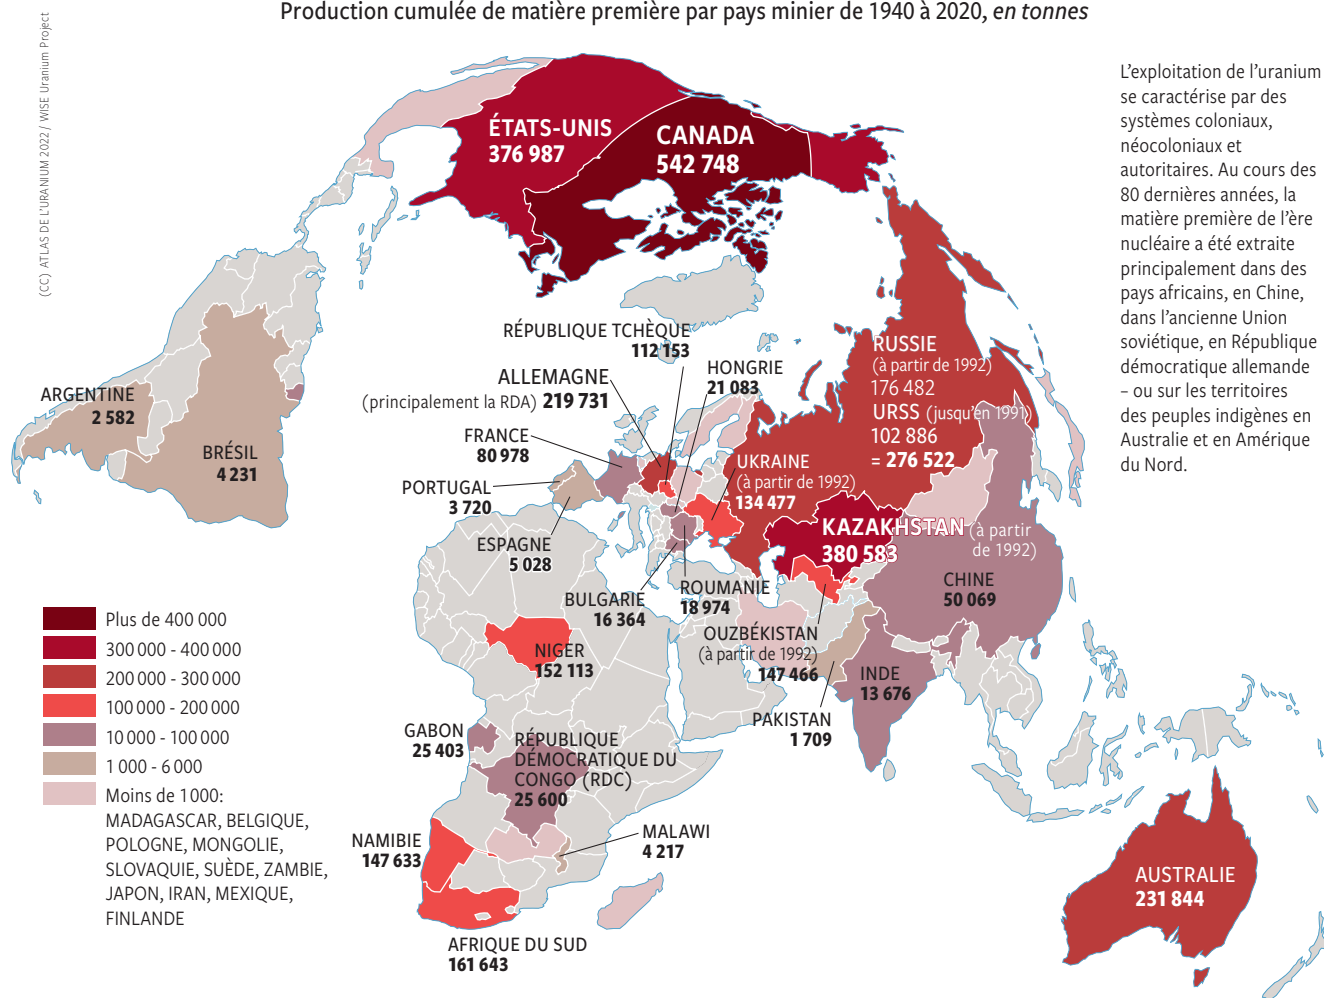 Production cumulée de matière première par pays minier de 1940 à 2020, en tonnes
(CC) ATLAS DE L'URANIUM 2022 / WISE Uranium Project
L'exploitation de l'uranium
se caractérise par des
systèmes coloniaux,
néocoloniaux et
autoritaires. Au cours des
80 dernières années, la
matière première de l'ère
nucléaire a été extraite
principalement dans des
pays africains, en Chine,
dans l'ancienne Union
soviétique, en République
démocratique allemande
– ou sur les territoires
des peuples indigènes en
Australie et en Amérique
du Nord.
ÉTATS-UNIS
376 987
CANADA
542 748
RÉPUBLIQUE TCHÈQUE
112 153
HONGRIE
21 083
ALLEMAGNE
(principalement la RDA) 219 731
FRANCE
80 978
PORTUGAL
3 720
ESPAGNE
5 028
BULGARIE
16 364
ROUMANIE
18 974
UKRAINE
(à partir de 1992)
134 477
RUSSIE
(à partir de 1992)
176 482
URSS (jusqu'en 1991)
102 886
= 276 522
KAZAKHSTAN (à partir
de 1992)
380 583
OUZBÉKISTAN
(à partir de 1992)
147 466
CHINE
50 069
INDE
13 676
PAKISTAN
1 709
ARGENTINE
2 582
BRÉSIL
4 231
NIGER
152 113
GABON
25 403
RÉPUBLIQUE
DÉMOCRATIQUE DU
CONGO (RDC)
25 600
MALAWI
4 217
NAMIBIE
147 633
AFRIQUE DU SUD
161 643
AUSTRALIE
231 844
Plus de 400 000
300 000 - 400 000
200 000 - 300 000
100 000 - 200 000
10 000 - 100 000
1 000 - 6 000
Moins de 1 000:
MADAGASCAR, BELGIQUE,
POLOGNE, MONGOLIE,
SLOVAQUIE, SUÈDE, ZAMBIE,
JAPON, IRAN, MEXIQUE,
FINLANDE